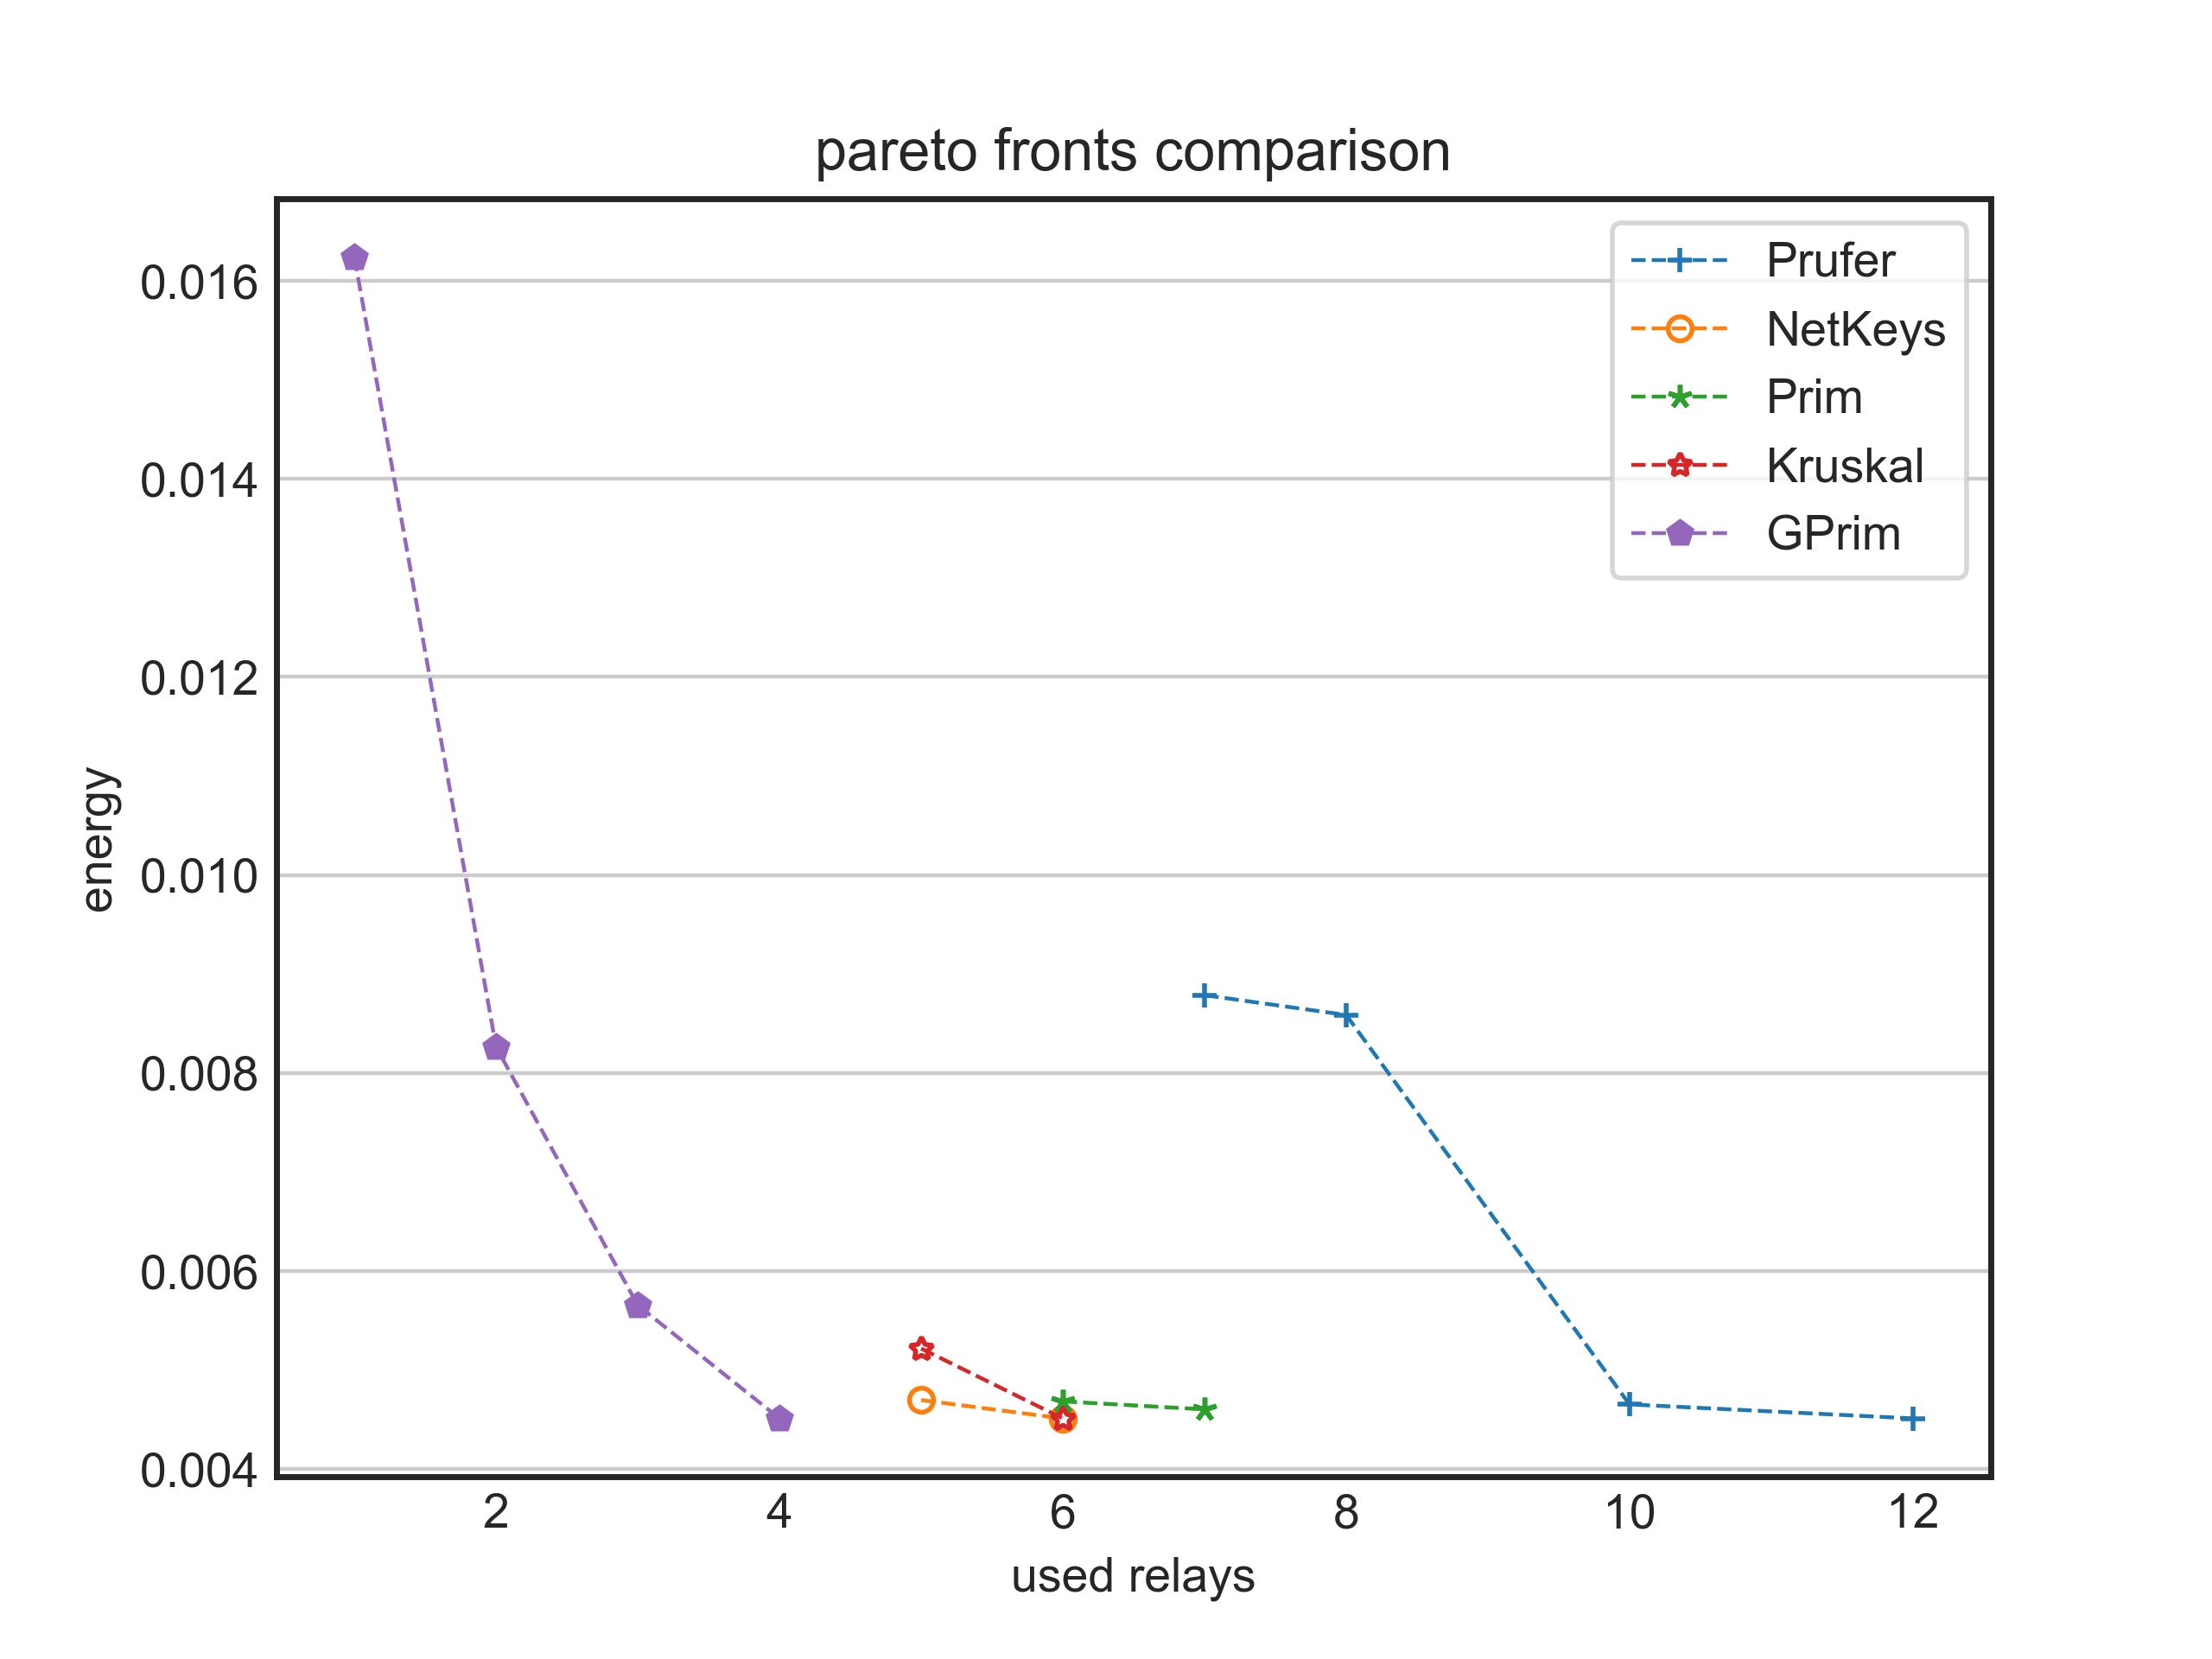 pareto fronts comparison
Prufer
NetKeys
Prim
Kruskal
GPrim
0.016
0.014
0.012
0.010
0.008
0.006
0.004
energy
2 4 6 8 10 12
used relays